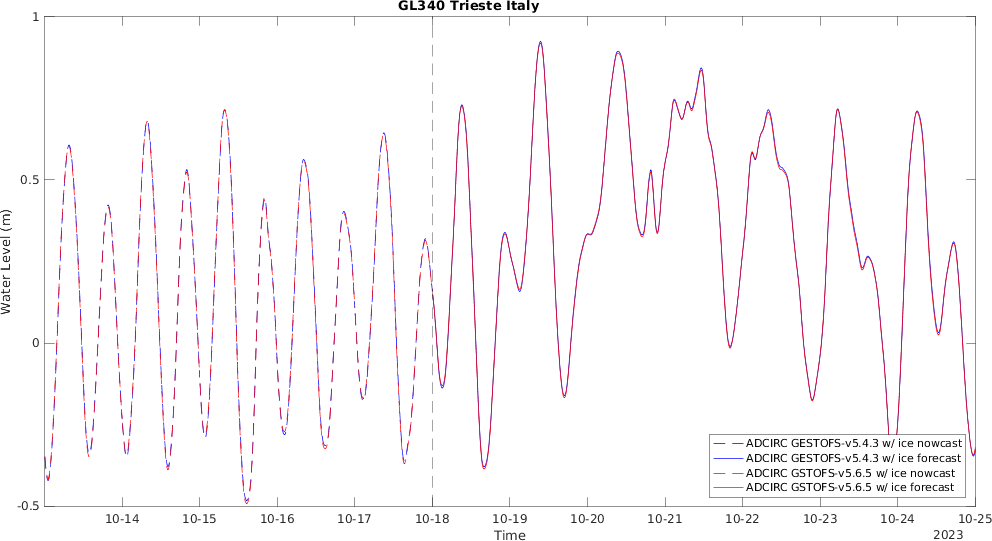 GL340 Trieste Italy
1
0.5
0
-0.5
Water Level (m)
ADCIRC GESTOFS-v5.4.3 w/ ice nowcast
ADCIRC GESTOFS-v5.4.3 w/ ice forecast
ADCIRC GSTOFS-v5.6.5 w/ ice nowcast
ADCIRC GSTOFS-v5.6.5 w/ ice forecast
10-14 10-15 10-16 10-17 10-18 10-19 10-20 10-21 10-22 10-23 10-24 10-25
Time
2023